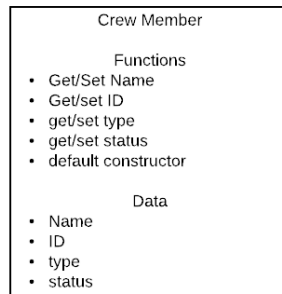 Crew Member
Functions
• Get/Set Name
• Get/set ID
• get/set type
• get/set status
• default constructor
Data
• Name
• ID
• type
• status